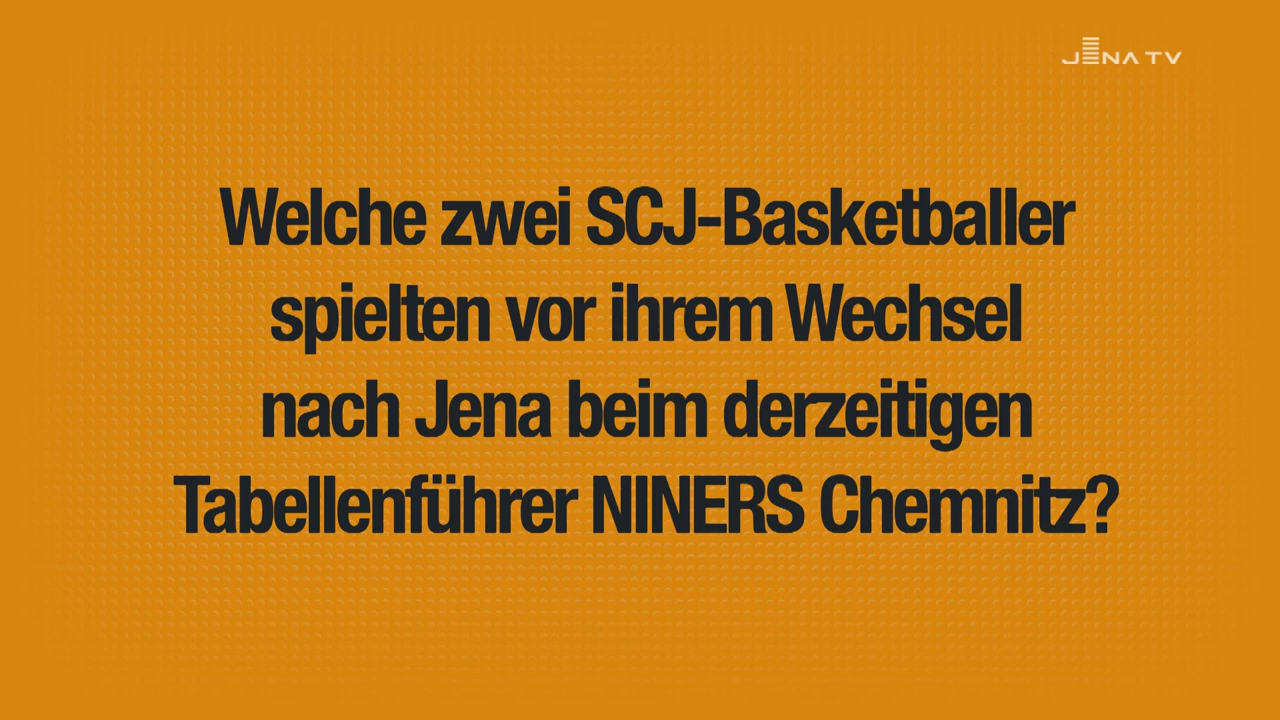 JENA TV
Welche zwei SCJ-Basketballer
spielten vor ihrem Wechsel
nach Jena beim derzeitigen
Tabellenführer NINERS Chemnitz?